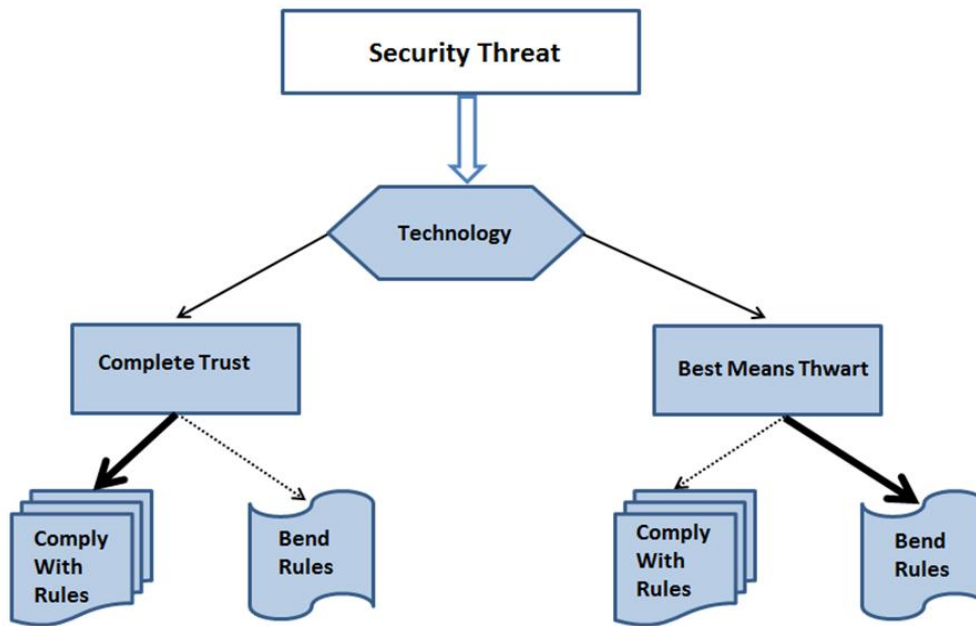 Security Threat
Technology
Complete Trust
Best Means Thwart
Comply
With
Rules
Bend
Rules
Comply
With
Rules
Bend
Rules